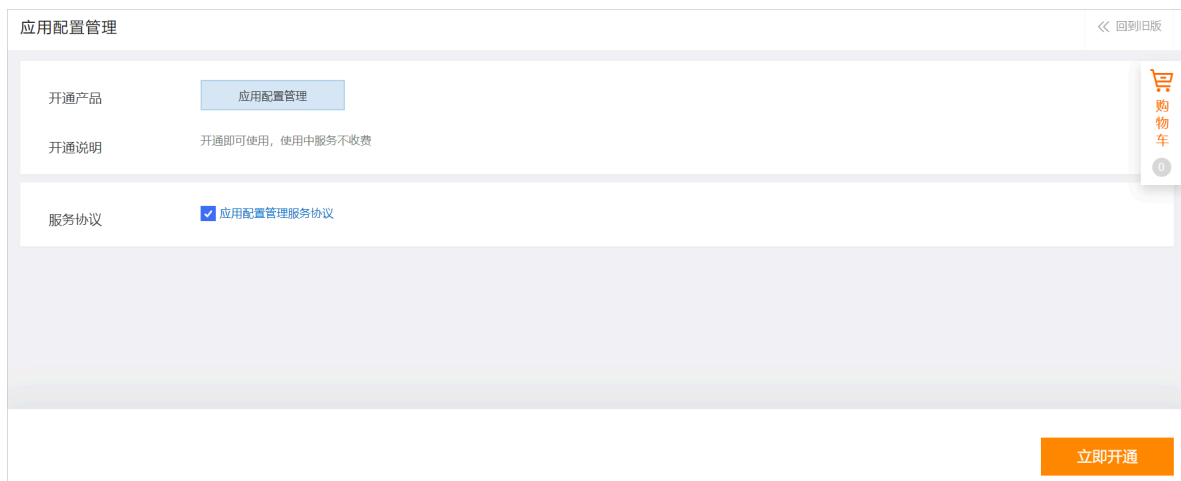 应用配置管理
回到旧版
开通产品
应用配置管理
开通说明
开通即可使用，使用中服务不收费
购
物
车
0
服务协议
应用配置管理服务协议
立即开通